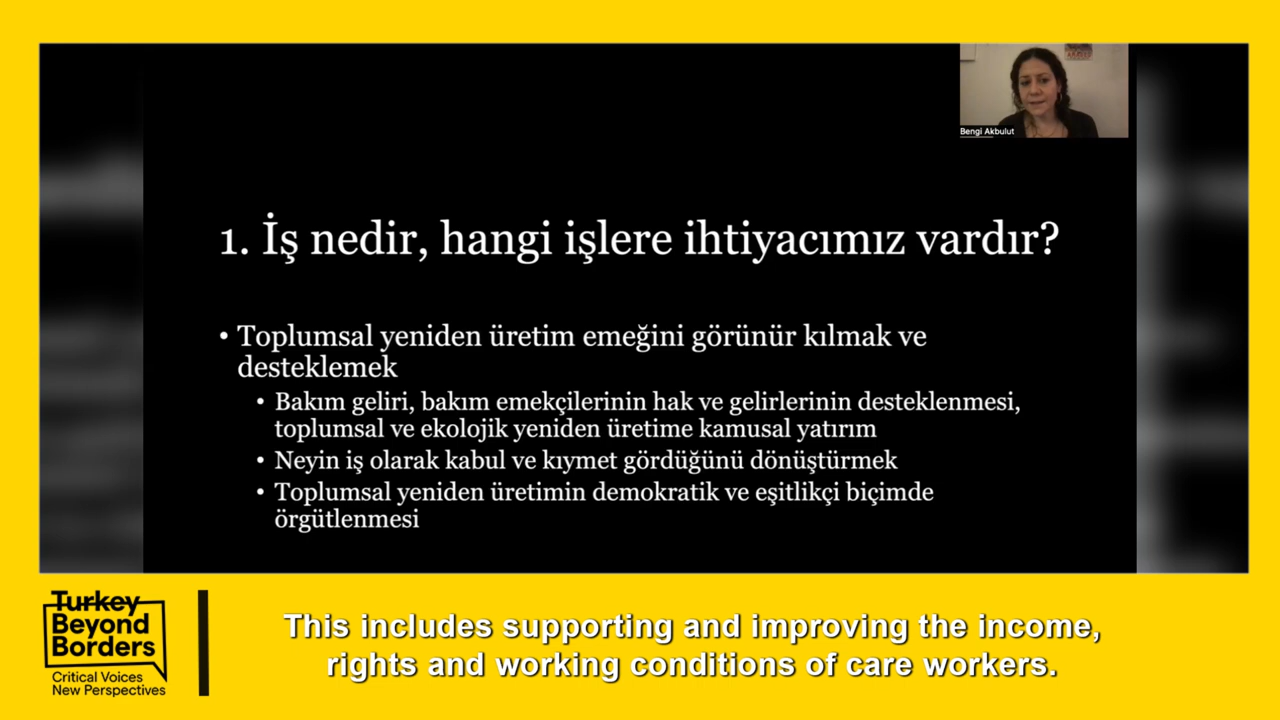 Bengi Akbulut
1. İş nedir, hangi işlere ihtiyacımız vardır?
• Toplumsal yeniden üretim emeğini görünür kılmak ve
desteklemek
• Bakım geliri, bakım emekçilerinin hak ve gelirlerinin desteklenmesi,
toplumsal ve ekolojik yeniden üretime kamusal yatırım
• Neyin iş olarak kabul ve kıymet gördüğünü dönüştürmek
• Toplumsal yeniden üretimin demokratik ve eşitlikçi biçimde
örgütlenmesi
Turkey
Beyond
Borders
Critical Voices
New Perspectives
This includes supporting and improving the income,
rights and working conditions of care workers.